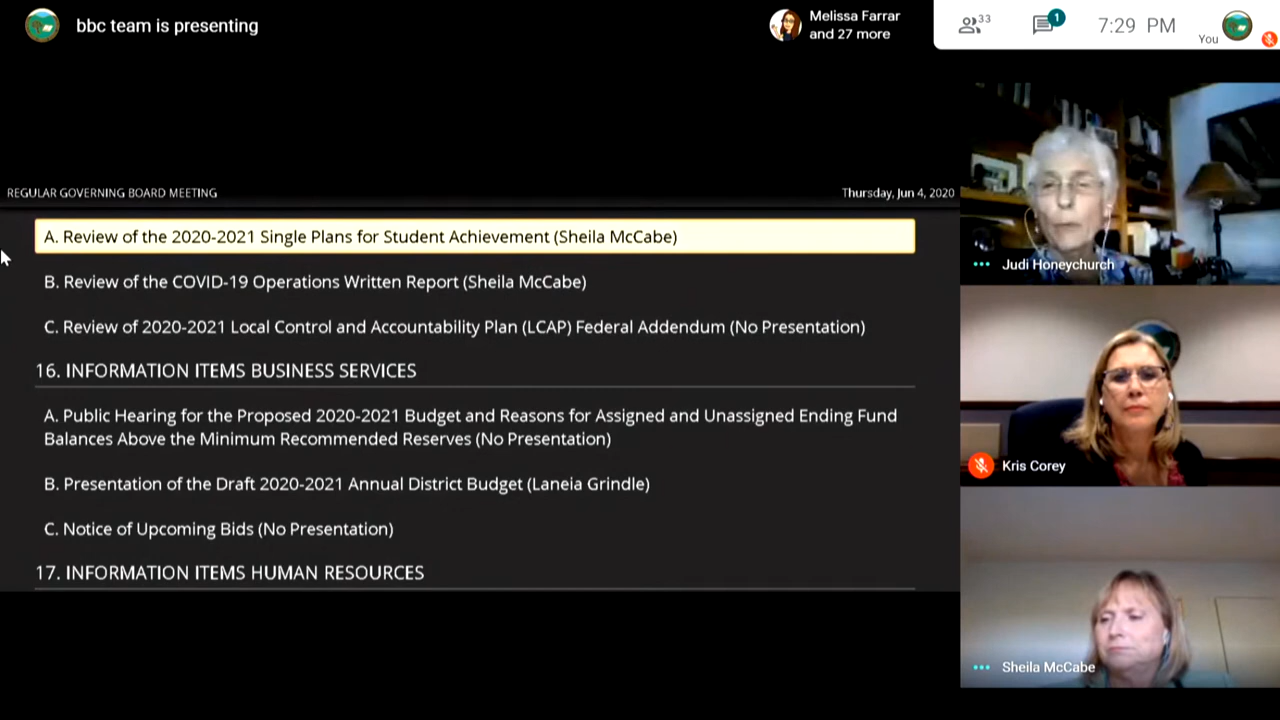 bbc team is presenting
Melissa Farrar
and 27 more
33
1
7:29 PM
You
REGULAR GOVERNING BOARD MEETING
Thursday, Jun 4, 2020
A. Review of the 2020-2021 Single Plans for Student Achievement (Sheila McCabe)
B. Review of the COVID-19 Operations Written Report (Sheila McCabe)
C. Review of 2020-2021 Local Control and Accountability Plan (LCAP) Federal Addendum (No Presentation)
16. INFORMATION ITEMS BUSINESS SERVICES
A. Public Hearing for the Proposed 2020-2021 Budget and Reasons for Assigned and Unassigned Ending Fund
Balances Above the Minimum Recommended Reserves (No Presentation)
B. Presentation of the Draft 2020-2021 Annual District Budget (Laneia Grindle)
C. Notice of Upcoming Bids (No Presentation)
17. INFORMATION ITEMS HUMAN RESOURCES
Judi Honeychurch
Kris Corey
Sheila McCabe